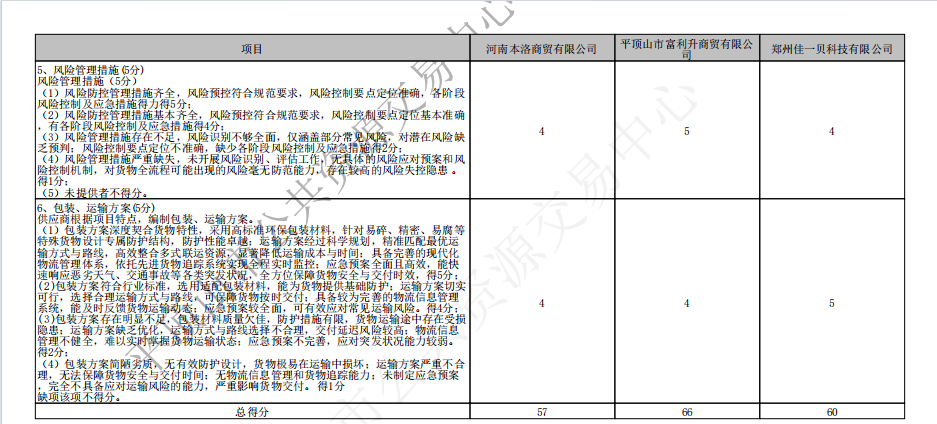 项目
河南本洛商贸有限公司
平顶山市富利升商贸有限公
司
郑州佳一贝科技有限公司
5、风险管理措施(5分)
风险管理措施（5分）
（1）风险防控管理措施齐全，风险预控符合规范要求，风险控制要点定位准确，各阶段
风险控制及应急措施得力得5分；
（2）风险防控管理措施基本齐全，风险预控符合规范要求，风险控制要点定位基本准确
，有各阶段风险控制及应急措施得4分；
（3）风险管理措施存在不足，风险识别不够全面，仅涵盖部分常见风险，对潜在风险缺
乏预判；风险控制要点定位不准确，缺少各阶段风险控制及应急措施得2分；
（4）风险管理措施严重缺失，未开展风险识别、评估工作，无具体的风险应对预案和风
险控制机制，对货物全流程可能出现的风险毫无防范能力，存在较高的风险失控隐患。
得1分；
（5）未提供者不得分。
4
5
4
6、包装、运输方案(5分)
供应商根据项目特点，编制包装、运输方案。
（1）包装方案深度契合货物特性，采用高标准环保包装材料，针对易碎、精密、易腐等
特殊货物设计专属防护结构，防护性能卓越；运输方案经过科学规划，精准匹配最优运
输方式与路线，高效整合多式联运资源，显著降低运输成本与时间；具备完善的现代化
物流管理体系，依托先进货物追踪系统实现全程实时监控；应急预案全面且高效，能快
速响应恶劣天气、交通事故等各类突发状况，全方位保障货物安全与交付时效，得5分；
(2)包装方案符合行业标准，选用适配包装材料，能为货物提供基础防护；运输方案切实
可行，选择合理运输方式与路线，可保障货物按时交付；具备较为完善的物流信息管理
系统，能及时反馈货物运输动态；应急预案较全面，可有效应对常见运输风险。得4分；
(3)包装方案存在明显不足，包装材料质量欠佳，防护措施有限，货物运输途中存在受损
隐患；运输方案缺乏优化，运输方式与路线选择不合理，交付延迟风险较高；物流信息
管理不健全，难以实时掌握货物运输状态；应急预案不完善，应对突发状况能力较弱。
得2分；
（4）包装方案简陋劣质，无有效防护设计，货物极易在运输中损坏；运输方案严重不合
理，无法保障货物安全与交付时间；无物流信息管理和货物追踪能力；未制定应急预案
，完全不具备应对运输风险的能力，严重影响货物交付。得1分
缺项该项不得分。
4
4
5
总得分
57
66
60